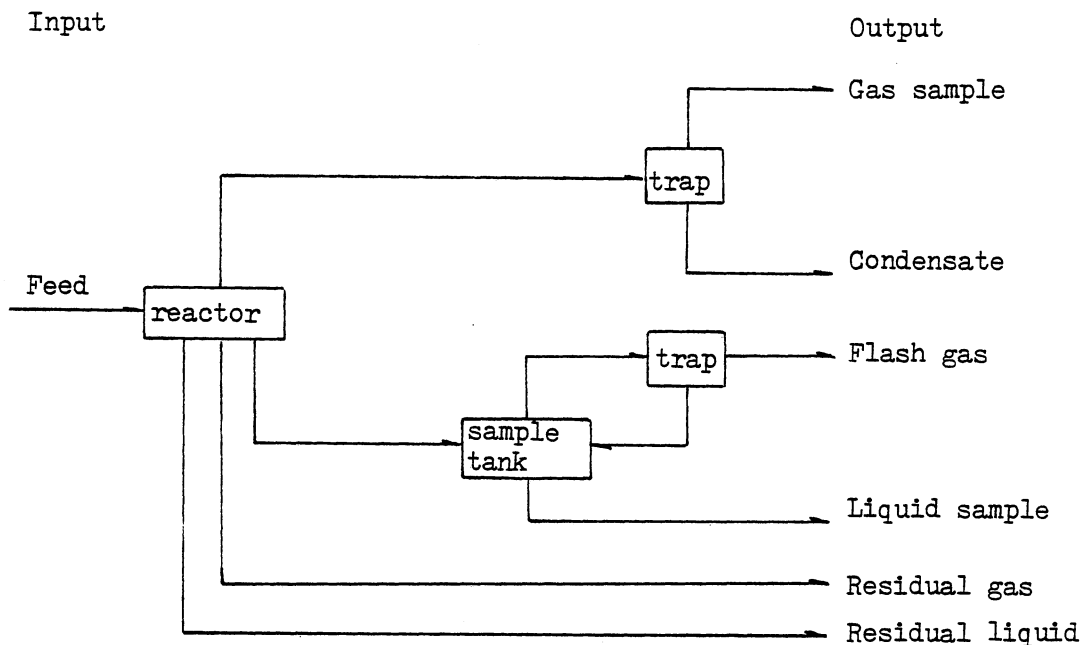 Input
Output
Gas sample
trap
Condensate
Feed
reactor
trap
Flash gas
sample
tank
Liquid sample
Residual gas
Residual liquid